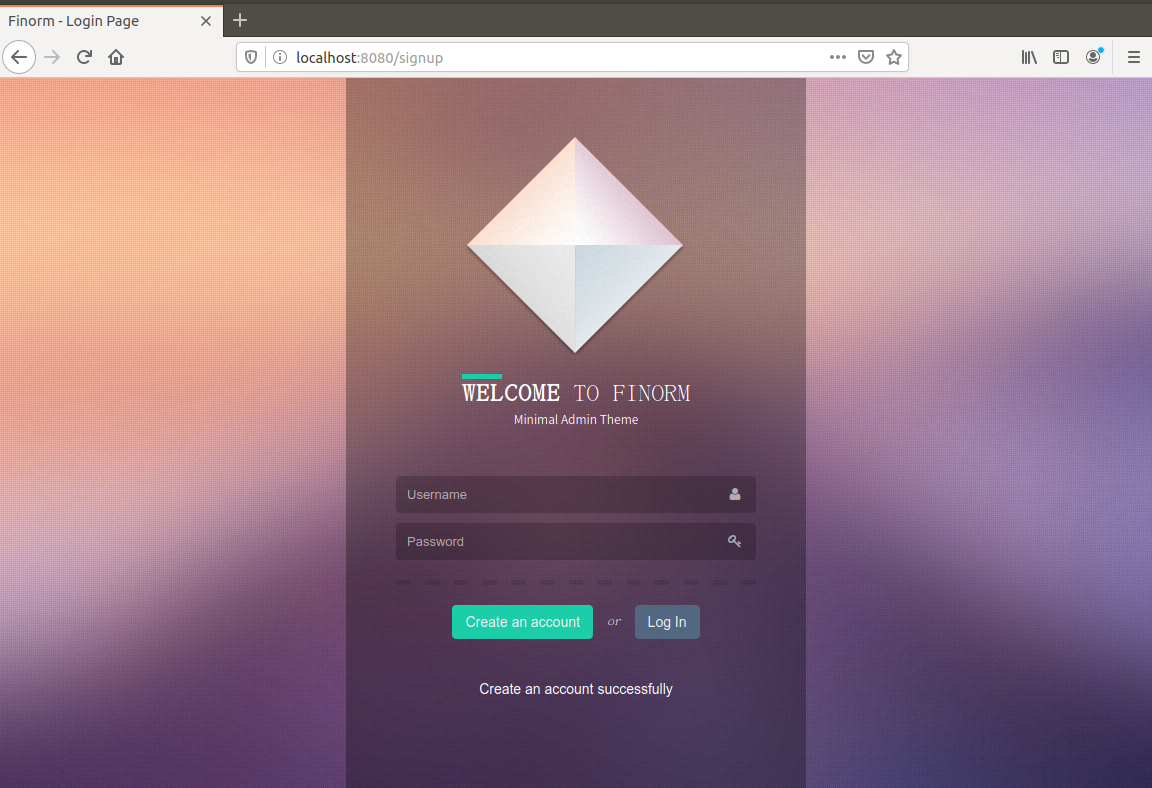 Finorm - Login Page
localhost:8080/signup
WELCOME TO FINORM
Minimal Admin Theme
Username
Password
Create an account or Log In
Create an account successfully